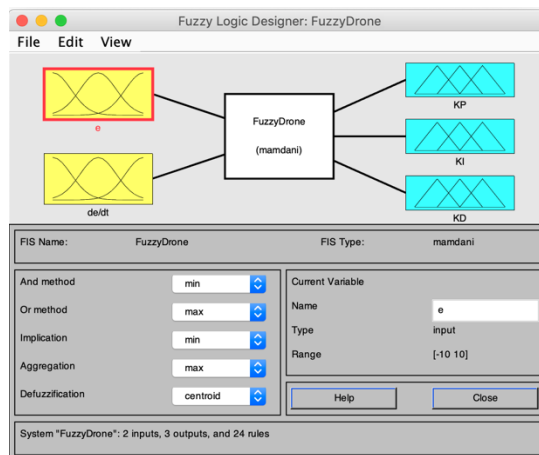 Fuzzy Logic Designer: FuzzyDrone
File Edit View
e
de/dt
FuzzyDrone
(mamdani)
KP
KI
KD
FIS Name: FuzzyDrone FIS Type: mamdani
And method min
Or method max
Implication min
Aggregation max
Defuzzification centroid
Current Variable
Name e
Type input
Range [-10 10]
Help Close
System "FuzzyDrone": 2 inputs, 3 outputs, and 24 rules